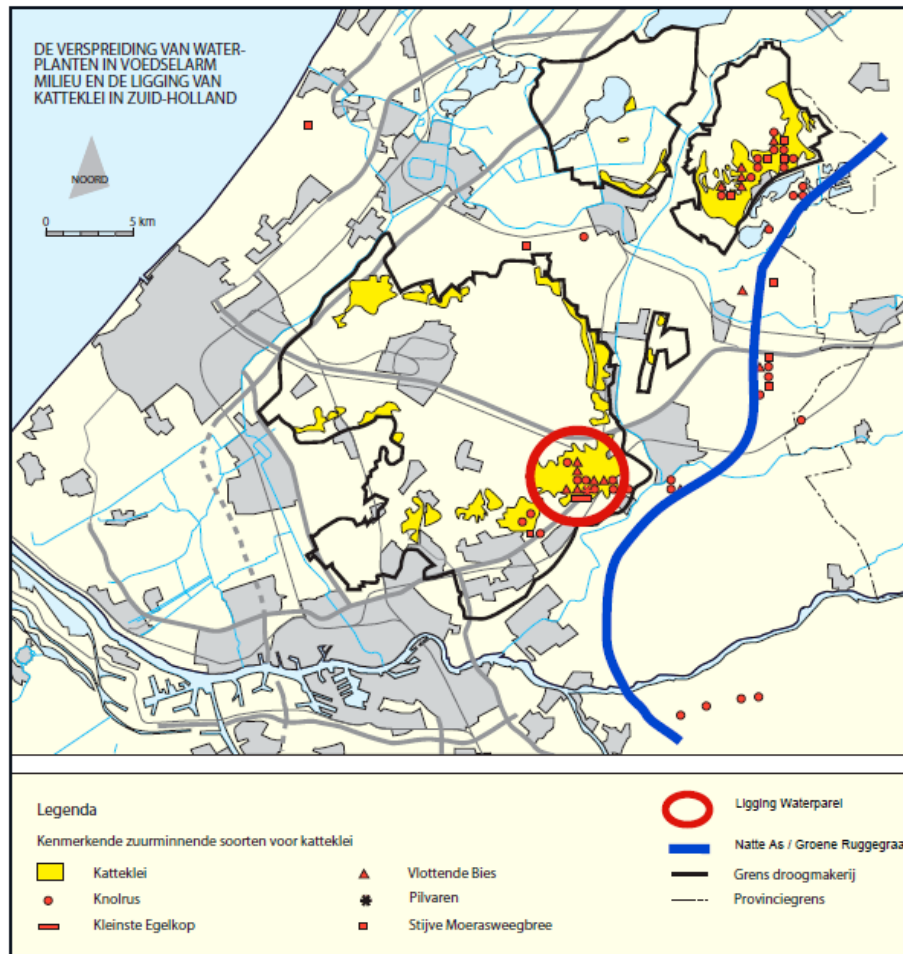 DE VERSPREIDING VAN WATER-
PLANTEN IN VOEDSELARM
MILIEU EN DE LIGGING VAN
KATTEKLEI IN ZUID-HOLLAND
NOORD
0 5 km
Legenda
Kenmerkende zuurminnende soorten voor katteklei
Katteklei
Knolrus
Kleinste Egelkop
Vlottende Bies
Pilvaren
Stijve Moerasweegbree
Ligging Waterparel
Natte As / Groene Ruggegraa
Grens droogmakerij
Provinciegrens